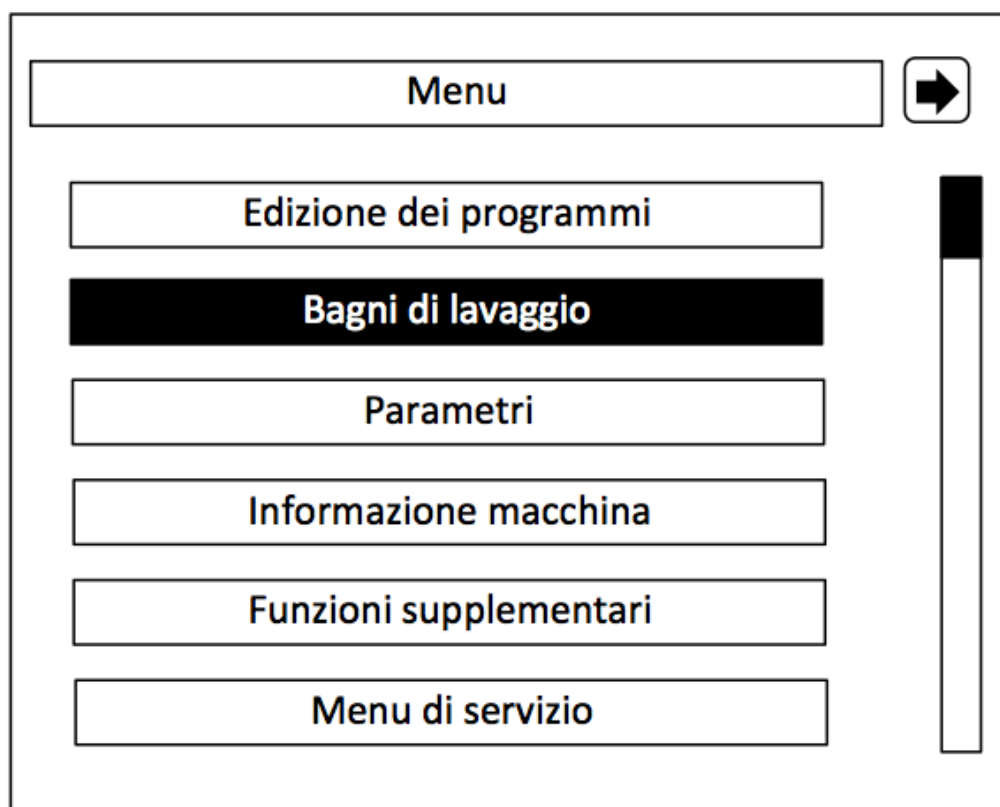 Menu
Edizione dei programmi
Bagni di lavaggio
Parametri
Informazione macchina
Funzioni supplementari
Menu di servizio